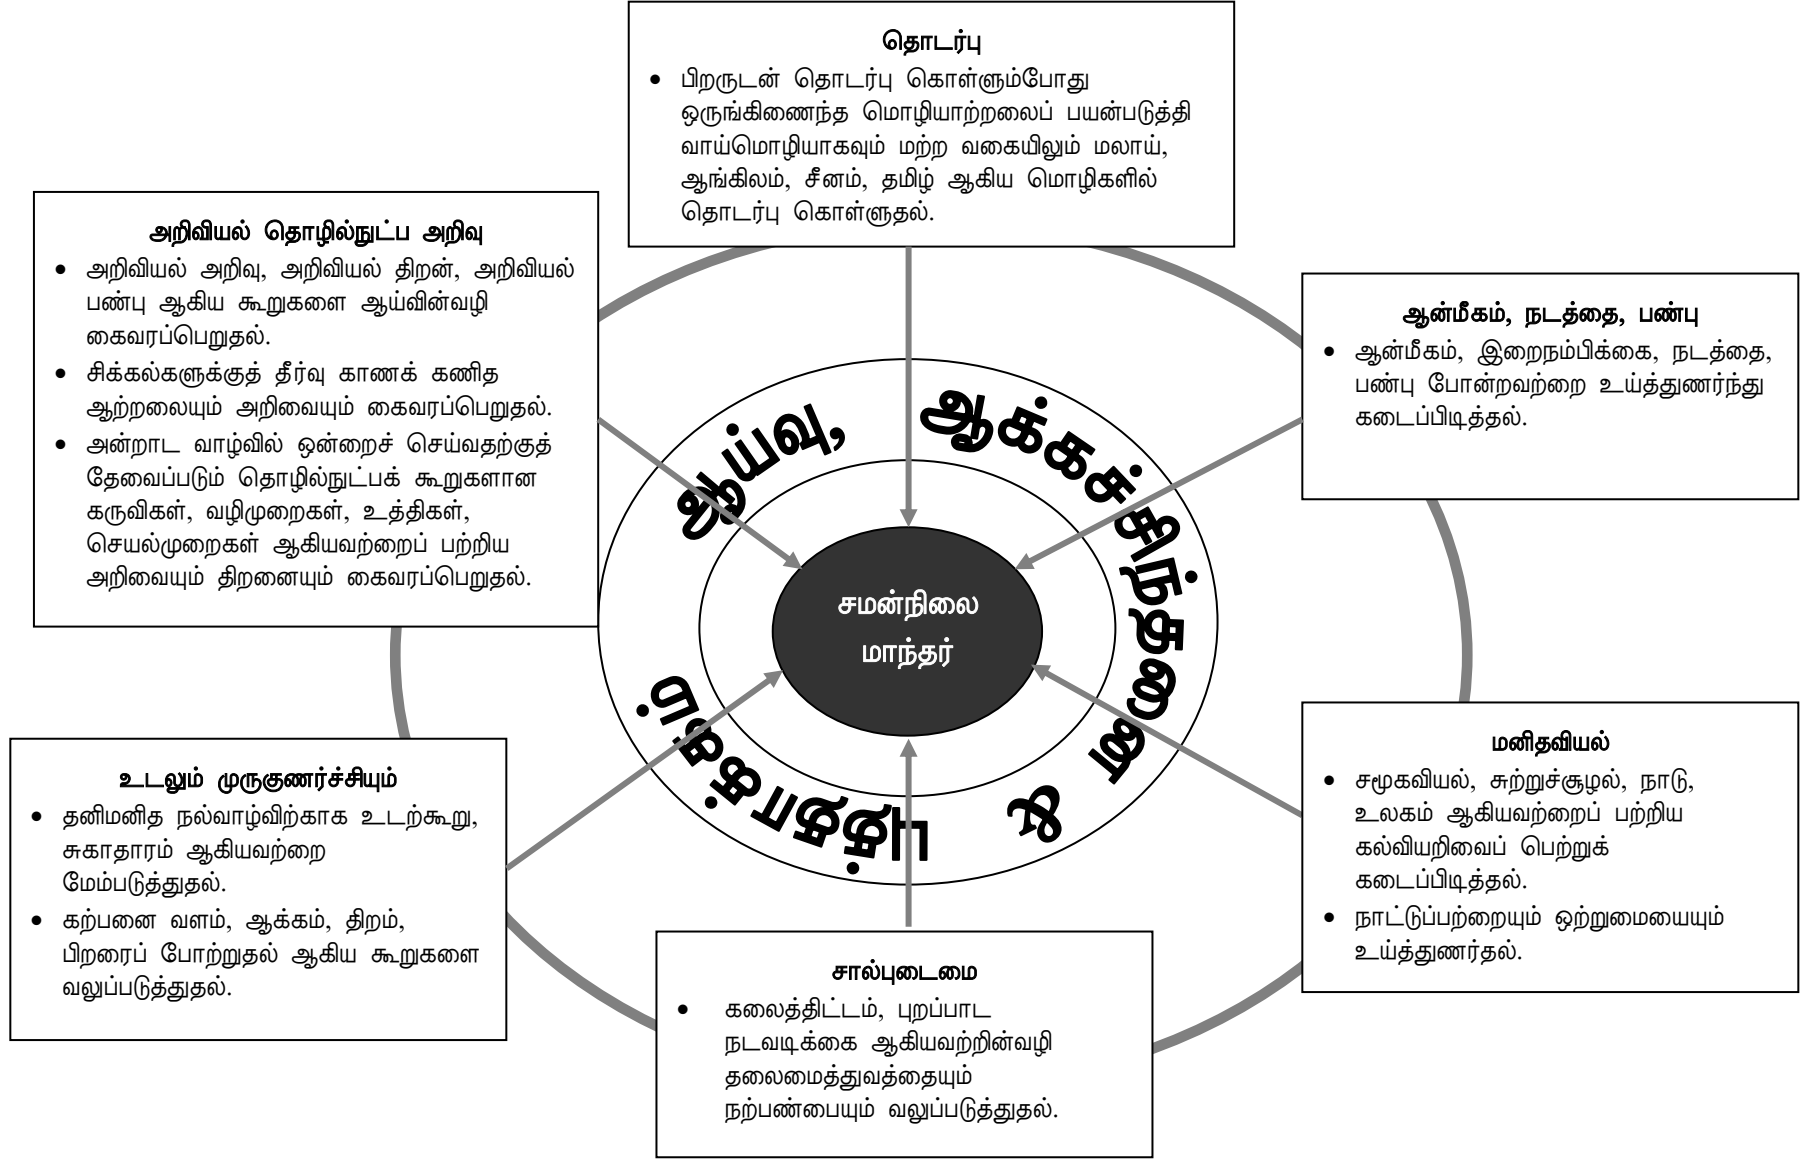 தொடர்பு
• பிறருடன் தொடர்பு கொள்ளும்போது
ஒருங்கிணைந்த மொழியாற்றலைப் பயன்படுத்தி
வாய்மொழியாகவும் மற்ற வகையிலும் மலாய்,
ஆங்கிலம், சீனம், தமிழ் ஆகிய மொழிகளில்
தொடர்பு கொள்ளுதல்.
அறிவியல் தொழில்நுட்ப அறிவு
• அறிவியல் அறிவு, அறிவியல் திறன், அறிவியல்
பண்பு ஆகிய கூறுகளை ஆய்வின்வழி
கைவரப்பெறுதல்.
• சிக்கல்களுக்குத் தீர்வு காணக் கணித
ஆற்றலையும் அறிவையும் கைவரப்பெறுதல்.
• அன்றாட வாழ்வில் ஒன்றைச் செய்வதற்குத்
தேவைப்படும் தொழில்நுட்பக் கூறுகளான
கருவிகள், வழிமுறைகள், உத்திகள்,
செயல்முறைகள் ஆகியவற்றைப் பற்றிய
அறிவையும் திறனையும் கைவரப்பெறுதல்.
ஆன்மீகம், நடத்தை, பண்பு
• ஆன்மீகம், இறைநம்பிக்கை, நடத்தை,
பண்பு போன்றவற்றை உய்த்துணர்ந்து
கடைப்பிடித்தல்.
ஆய்வு, ஆக்கச்சிந்தனை & புத்தாக்கத்தி்ர்
சமன்நிலை
மாந்தர்
உடலும் முருகுணர்ச்சியும்
• தனிமனித நல்வாழ்விற்காக உடற்கூறு,
சுகாதாரம் ஆகியவற்றை
மேம்படுத்துதல்.
• கற்பனை வளம், ஆக்கம், திறம்,
பிறரைப் போற்றுதல் ஆகிய கூறுகளை
வலுப்படுத்துதல்.
மனிதவியல்
• சமூகவியல், சுற்றுச்சூழல், நாடு,
உலகம் ஆகியவற்றைப் பற்றிய
கல்வியறிவைப் பெற்றுக்
கடைப்பிடித்தல்.
• நாட்டுப்பற்றையும் ஒற்றுமையையும்
உய்த்துணர்தல்.
சால்புடைமை
• கலைத்திட்டம், புறப்பாட
நடவடிக்கை ஆகியவற்றின்வழி
தலைமைத்துவத்தையும்
நற்பண்பையும் வலுப்படுத்துதல்.